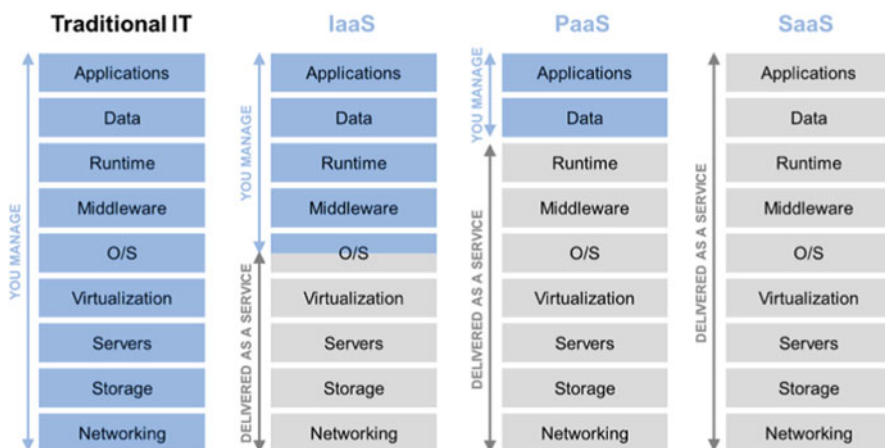 Traditional IT
IaaS
PaaS
SaaS
YOU MANAGE
Applications
Data
Runtime
Middleware
O/S
Virtualization
Servers
Storage
Networking
YOU MANAGE
DELIVERED AS A SERVICE
Applications
Data
Runtime
Middleware
O/S
Virtualization
Servers
Storage
Networking
YOU MANAGE
DELIVERED AS A SERVICE
Applications
Data
Runtime
Middleware
O/S
Virtualization
Servers
Storage
Networking
DELIVERED AS A SERVICE
Applications
Data
Runtime
Middleware
O/S
Virtualization
Servers
Storage
Networking